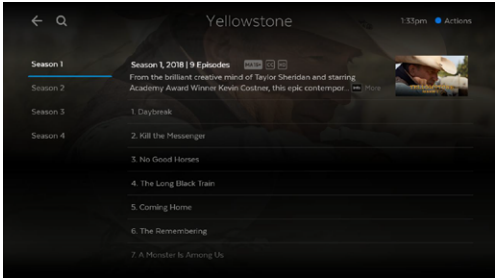 Yellowstone
1:33pm Actions
Season 1
Season 2
Season 3
Season 4
Season 1, 2018 | 9 Episodes CC HD
From the brilliant creative mind of Taylor Sheridan and starring
Academy Award Winner Kevin Costner, this epic contempor... More
1. Daybreak
2. Kill the Messenger
3. No Good Horses
4. The Long Black Train
5. Coming Home
6. The Remembering
7. A Monster Is Among Us